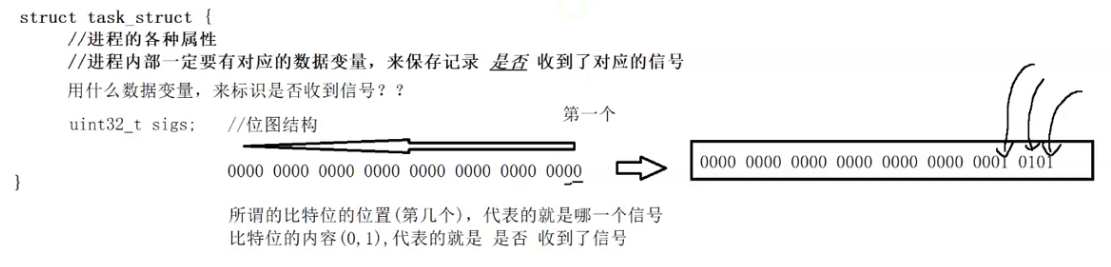 struct task_struct {
//进程的各种属性
//进程内部一定要有对应的数据变量，来保存记录 是否 收到了对应的信号
用什么数据变量，来标识是否收到信号？？
第一个
uint32_t sigs; //位图结构
0000 0000 0000 0000 0000 0000 0000 0000
0000 0000 0000 0000 0000 0000 0001 0101
}
所谓的比特位的位置(第几个)，代表的就是哪一个信号
比特位的内容(0,1),代表的就是 是否 收到了信号